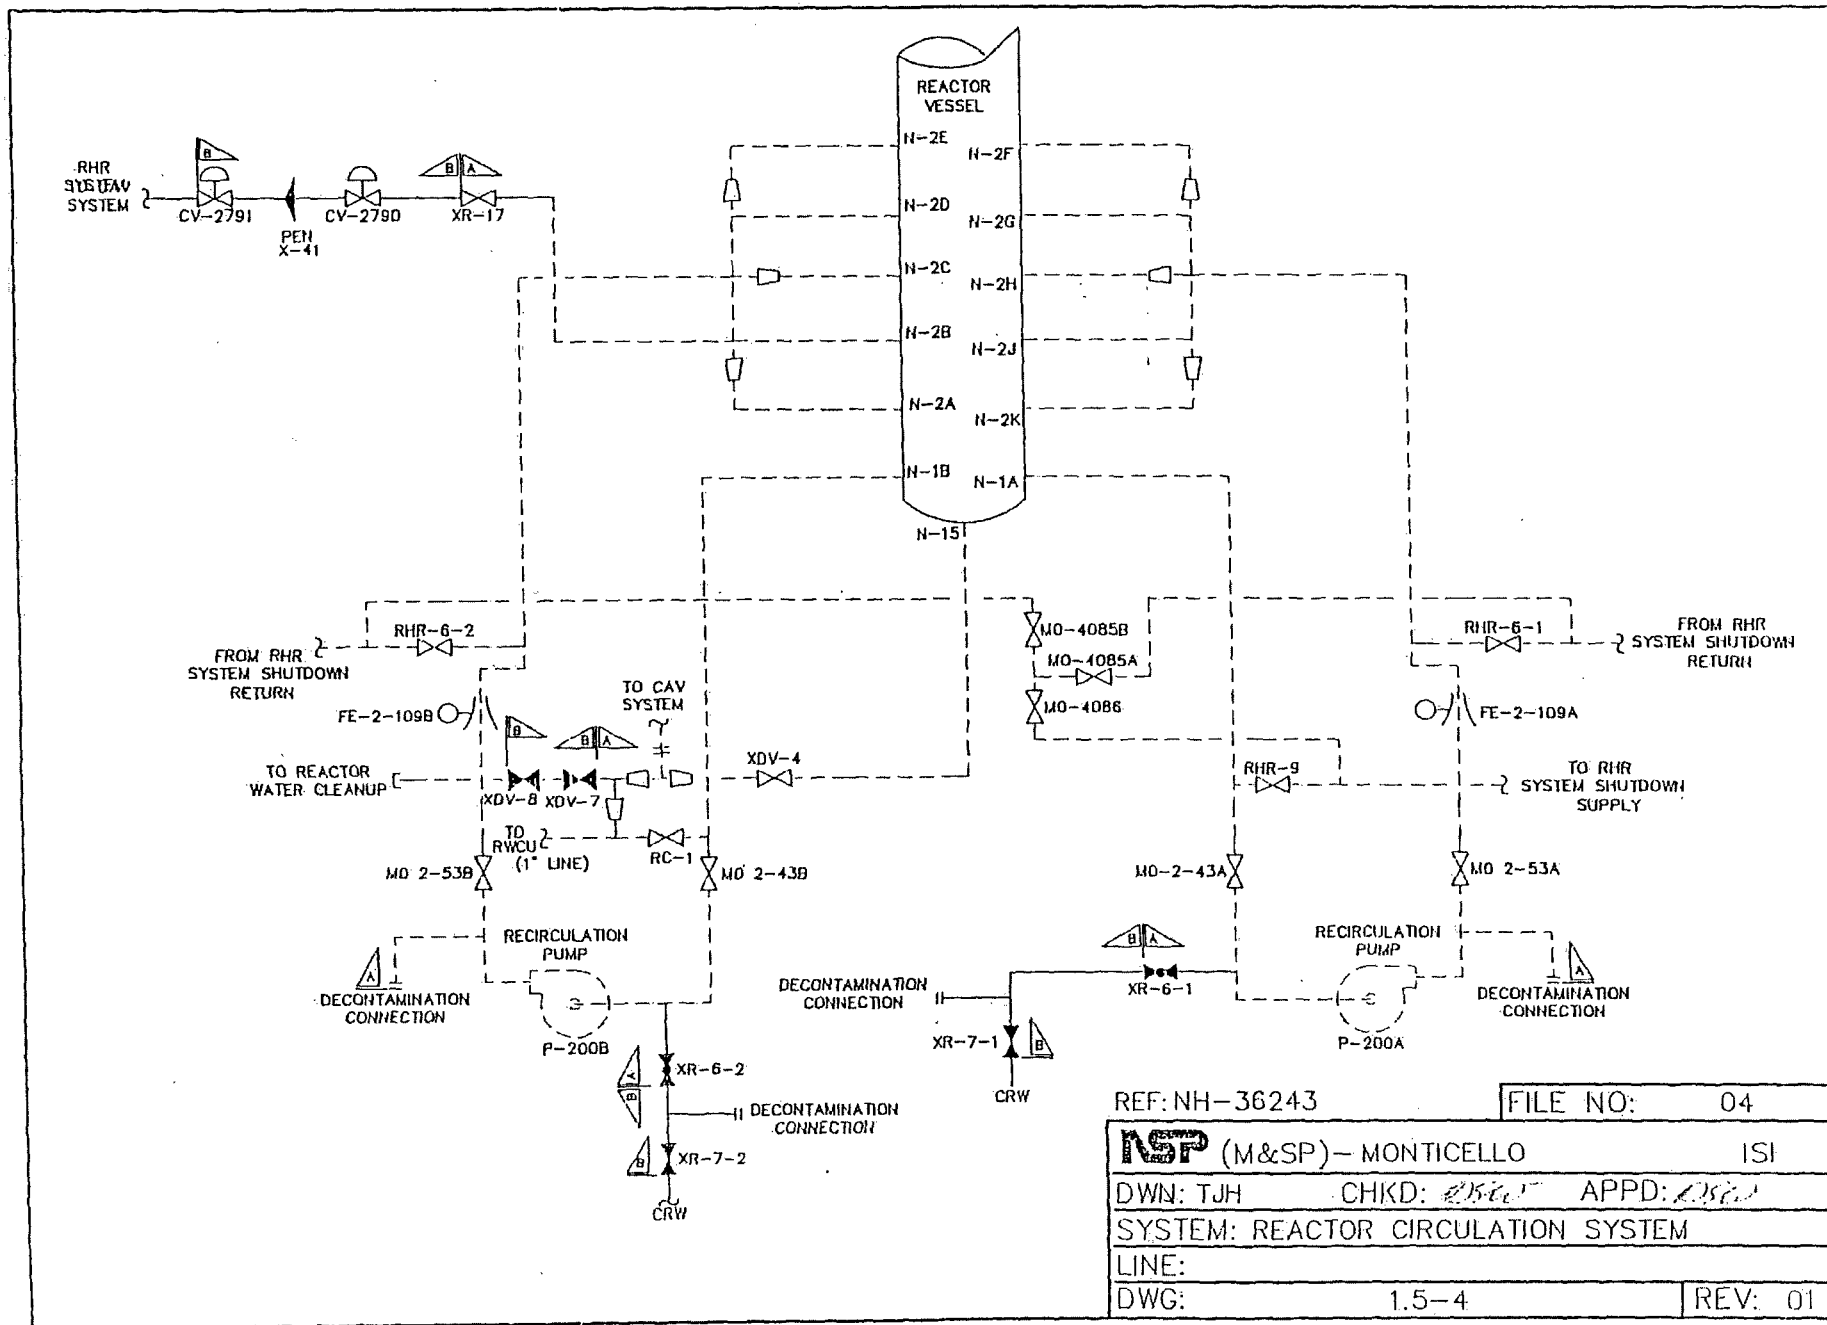 REACTOR
VESSEL
N-2E
N-2F
N-2D
N-2G
N-2C
N-2H
N-2B
N-2J
N-2A
N-2K
N-1B
N-1A
N-15
RHR
SYSTEM
B
B A
CV-2791
CV-2790
XR-17
PEN
X-41
RHR-6-2
FROM RHR
SYSTEM SHUTDOWN
RETURN
MO-4085B
MO-4085A
MO-4086
RHR-6-1
FROM RHR
SYSTEM SHUTDOWN
RETURN
FE-2-109B
B
B A
TO CAV
SYSTEM
FE-2-109A
TO REACTOR
WATER CLEANUP
XDV-8
XDV-7
XDV-4
RHR-9
TO RHR
SYSTEM SHUTDOWN
SUPPLY
TO
RWCU
(1" LINE)
RC-1
MO 2-53B
MO 2-43B
MO-2-43A
MO 2-53A
A
RECIRCULATION
PUMP
DECONTAMINATION
CONNECTION
P-200B
B A
RECIRCULATION
PUMP
A
DECONTAMINATION
CONNECTION
XR-6-1
DECONTAMINATION
CONNECTION
XR-7-1
B
P-200A
CRW
A
B
XR-6-2
DECONTAMINATION
CONNECTION
B
XR-7-2
CRW
REF: NH-36243
FILE NO: 04
NSP (M&SP)-MONTICELLO ISI
DWN: TJH CHKD: APPD:
SYSTEM: REACTOR CIRCULATION SYSTEM
LINE:
DWG: 1.5-4
REV: 01